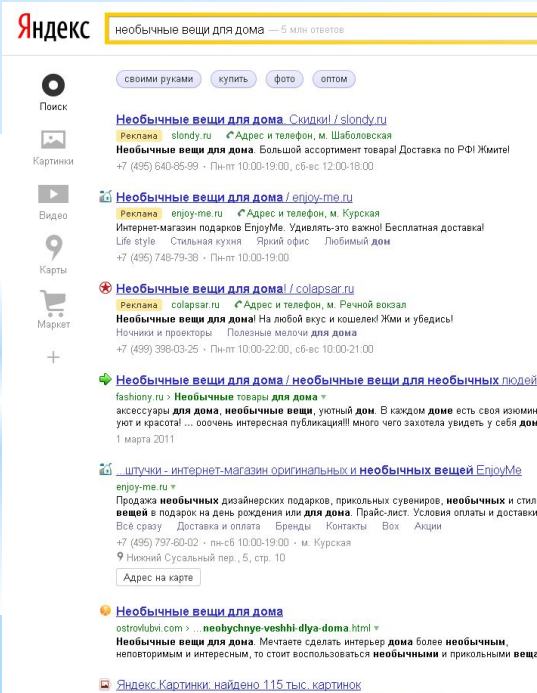 Яндекс
необычные вещи для дома — 5 млн ответов
своими руками купить фото оптом
Поиск
Картинки
Видео
Карты
Маркет
+
Необычные вещи для дома. Скидки! / slondy.ru
Реклама slondy.ru Адрес и телефон, м. Шаболовская
Необычные вещи для дома. Большой ассортимент товара! Доставка по РФ! Жмите!
+7 (495) 640-85-99 · Пн-пт 10:00-19:00, сб-вс 12:00-18:00
Необычные вещи для дома / enjoy-me.ru
Реклама enjoy-me.ru Адрес и телефон, м. Курская
Интернет-магазин подарков EnjoyMe. Удивлять-это важно! Бесплатная доставка!
Life style Стильная кухня Яркий офис Любимый дом
+7 (495) 748-79-38 · Пн-пт 10:00-19:00
Необычные вещи для дома! / colapsar.ru
Реклама colapsar.ru Адрес и телефон, м. Речной вокзал
Необычные вещи для дома! На любой вкус и кошелек! Жми и убедись!
Ночники и проекторы Полезные мелочи для дома
+7 (499) 398-03-25 · Пн-пт 10:00-22:00, сб-вс 10:00-21:00
Необычные вещи для дома / необычные вещи для необычных людей
fashiony.ru › Необычные товары для дома
аксессуары для дома, необычные вещи, уютный дом. В каждом доме есть своя изюмин
уют и красота! ... ооочень интересная публикация!!! много чего захотела увидеть у себя дом
1 марта 2011
...штучки - интернет-магазин оригинальных и необычных вещей EnjoyMe
enjoy-me.ru
Продажа необычных дизайнерских подарков, прикольных сувениров, необычных и стил
вещей в подарок на день рождения или для дома. Прайс-лист. Условия оплаты и доставки
Всё сразу Доставка и оплата Бренды Контакты Box Акции
+7 (495) 797-60-02 · пн-сб 10:00-19:00 · м. Курская
Нижний Сусальный пер., 5, стр. 10
Адрес на карте
Необычные вещи для дома
ostrovlubvi.com › ...neobychnye-veshhi-dlya-doma.html
Необычные вещи для дома. Мечтаете сделать интерьер дома более необычным,
неповторимым и интересным, то стоит воспользоваться необычными и прикольными веща
Яндекс.Картинки: найдено 115 тыс. картинок